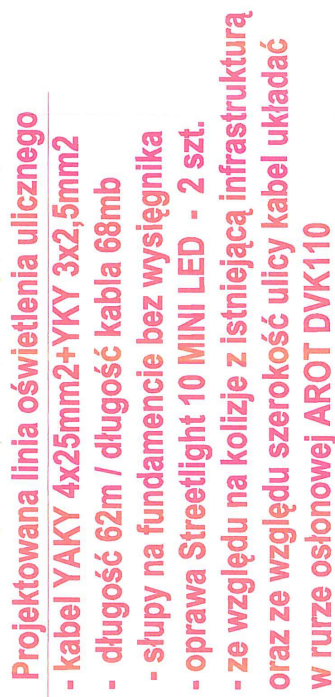 Projektowana linia oświetlenia ulicznego
- kabel YAKY 4x25mm2+YKY 3x2,5mm2
- długość 62m / długość kabla 68mb
- słupy na fundamencie bez wysięgnika
- oprawa Streetlight 10 MINI LED - 2 szt.
- ze względu na kolizje z istniejącą infrastrukturą
oraz ze względu szerokość ulicy kabel układać
w rurze osłonowej AROT DVK110